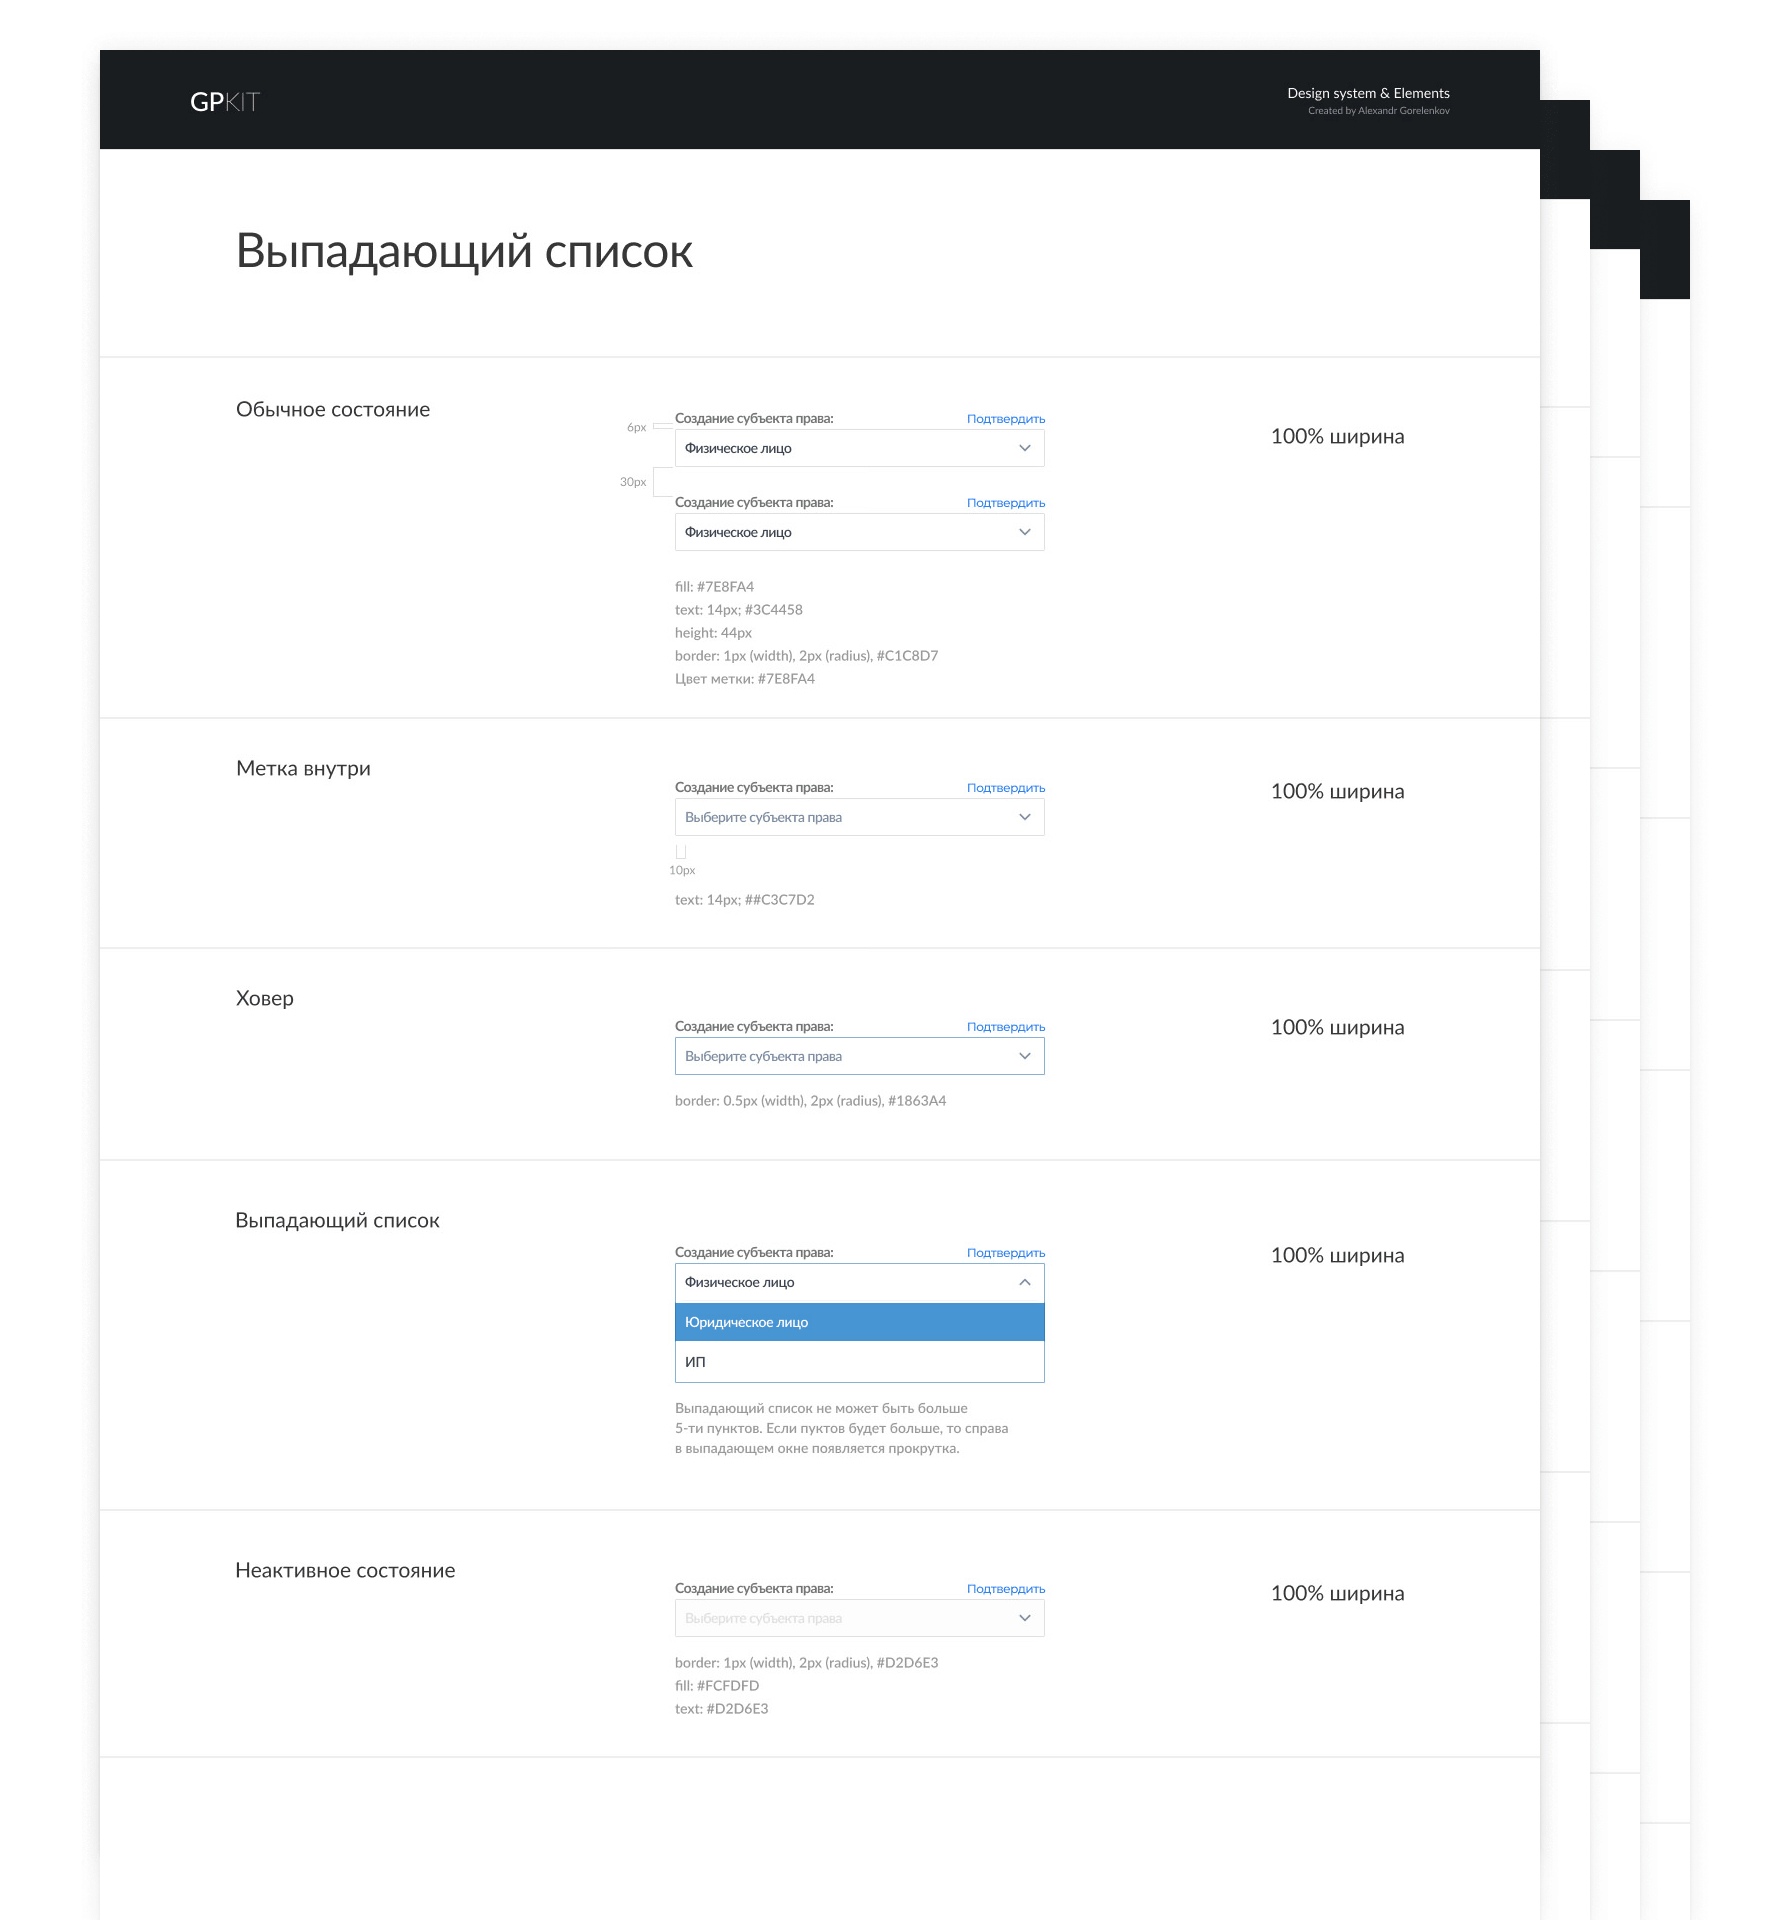 GPKIT
Design system & Elements
Created by Alexandr Gorelenkov
Выпадающий список
Обычное состояние
6px
Создание субъекта права:
Подтвердить
Физическое лицо
100% ширина
30px
Создание субъекта права:
Подтвердить
Физическое лицо
fill: #7E8FA4
text: 14px; #3C4458
height: 44px
border: 1px (width), 2px (radius), #C1C8D7
Цвет метки: #7E8FA4
Метка внутри
Создание субъекта права:
Подтвердить
Выберите субъекта права
100% ширина
10px
text: 14px; ##C3C7D2
Ховер
Создание субъекта права:
Подтвердить
Выберите субъекта права
100% ширина
border: 0.5px (width), 2px (radius), #1863A4
Выпадающий список
Создание субъекта права:
Подтвердить
Физическое лицо
100% ширина
Юридическое лицо
ИП
Выпадающий список не может быть больше
5-ти пунктов. Если пуктов будет больше, то справа
в выпадающем окне появляется прокрутка.
Неактивное состояние
Создание субъекта права:
Подтвердить
Выберите субъекта права
100% ширина
border: 1px (width), 2px (radius), #D2D6E3
fill: #FCFDFD
text: #D2D6E3